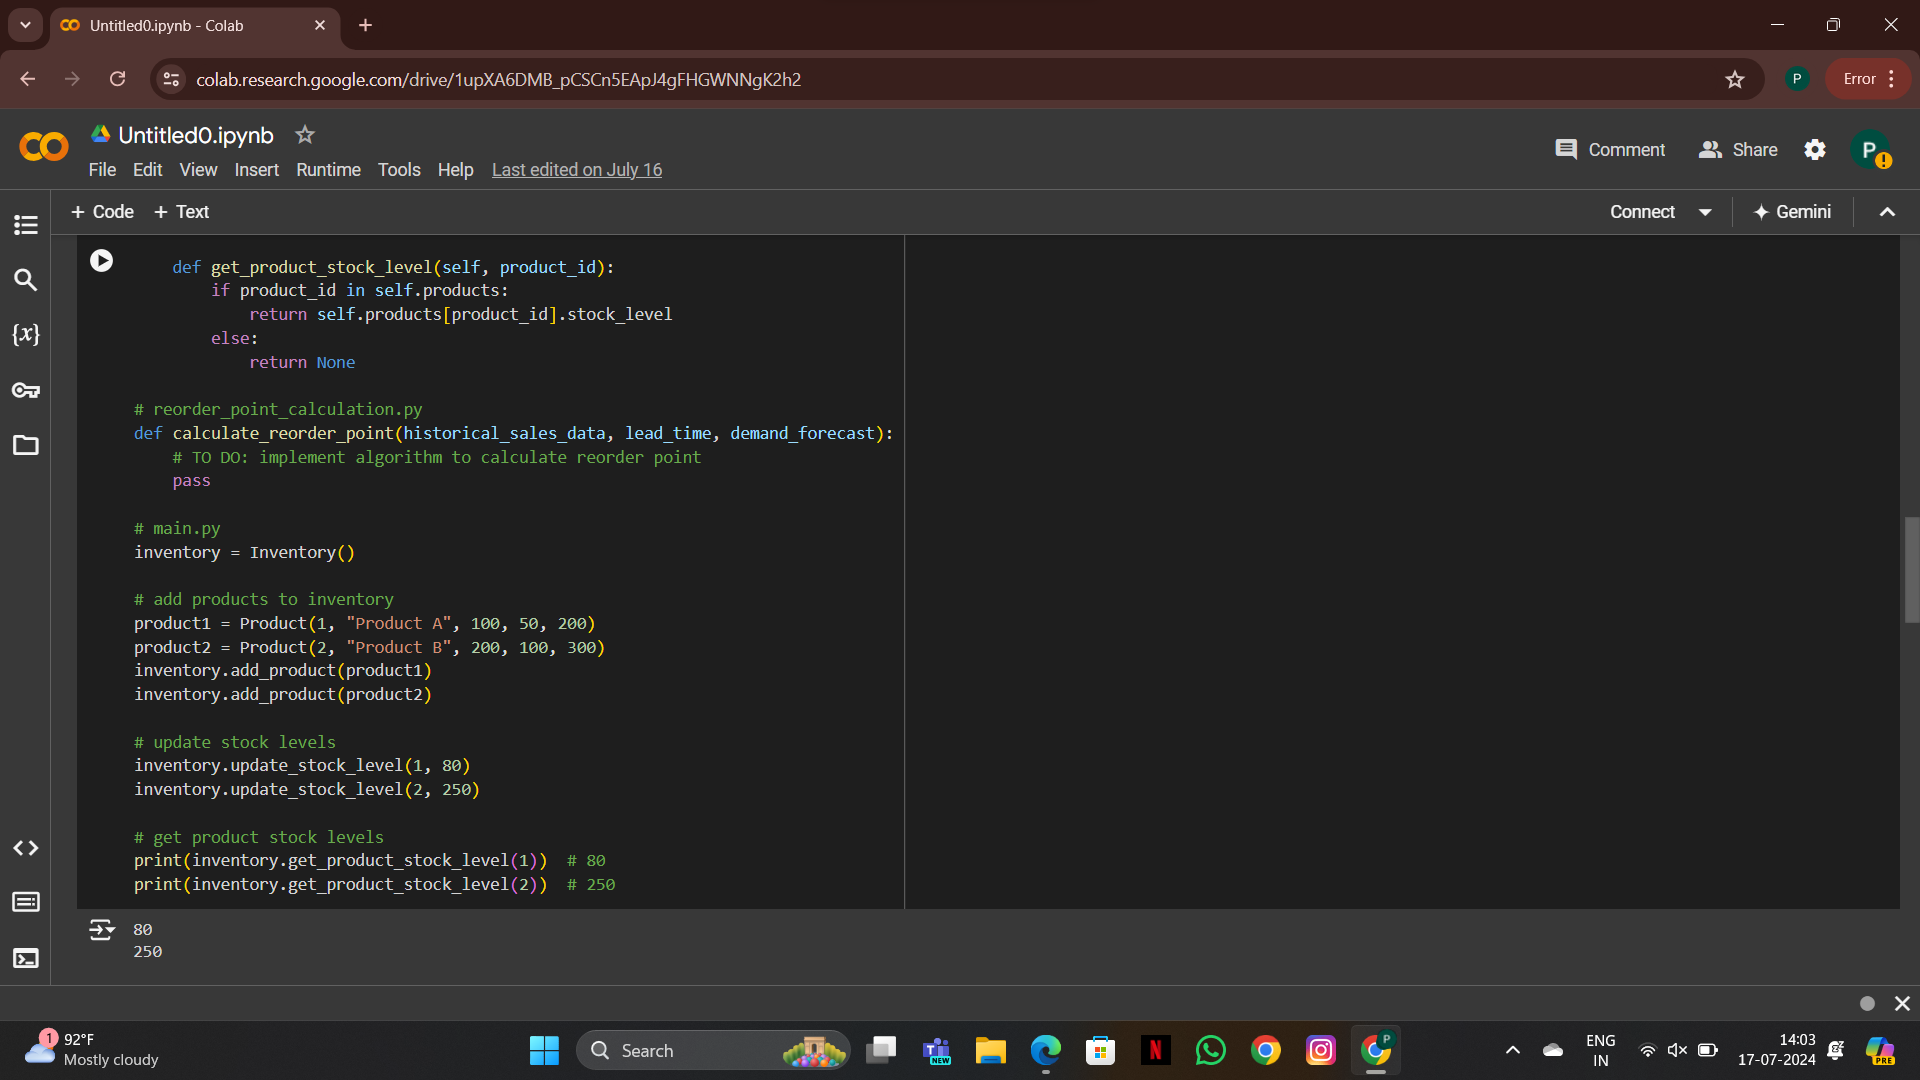 Untitled0.ipynb - Colab
colab.research.google.com/drive/1upXA6DMB_pCSCn5EApJ4gFHGWNNgK2h2
P
Error
CO
Untitled0.ipynb
File Edit View Insert Runtime Tools Help Last edited on July 16
Comment
Share
P
+ Code + Text
Connect
Gemini
{x}
    def get_product_stock_level(self, product_id):
        if product_id in self.products:
            return self.products[product_id].stock_level
        else:
            return None
# reorder_point_calculation.py
def calculate_reorder_point(historical_sales_data, lead_time, demand_forecast):
    # TO DO: implement algorithm to calculate reorder point
    pass
# main.py
inventory = Inventory()
# add products to inventory
product1 = Product(1, "Product A", 100, 50, 200)
product2 = Product(2, "Product B", 200, 100, 300)
inventory.add_product(product1)
inventory.add_product(product2)
# update stock levels
inventory.update_stock_level(1, 80)
inventory.update_stock_level(2, 250)
# get product stock levels
print(inventory.get_product_stock_level(1))  # 80
print(inventory.get_product_stock_level(2))  # 250
80
250
1
92°F
Mostly cloudy
Search
T
NEW
N
P
ENG
IN
14:03
17-07-2024
PRE